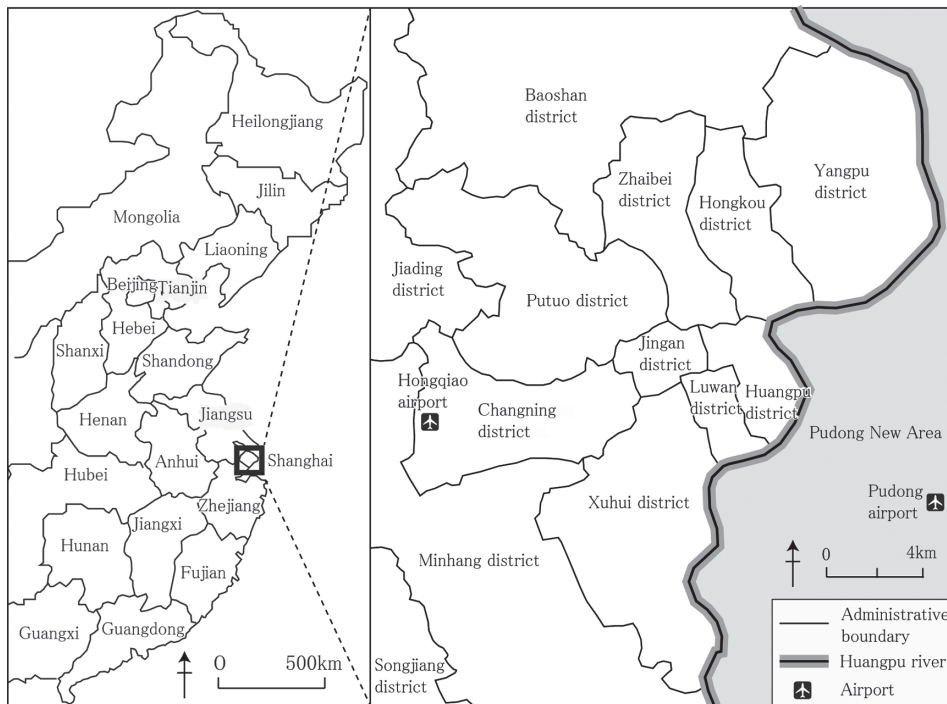 Heilongjiang
Jilin
Mongolia
Liaoning
Beijing
Tianjin
Hebei
Shanxi
Shandong
Henan
Jiangsu
Hubei
Anhui
Shanghai
Zhejiang
Jiangxi
Hunan
Fujian
Guangxi
Guangdong
0 500km
Baoshan
district
Zhaibei
district
Hongkou
district
Yangpu
district
Jiading
district
Putuo district
Jingan
district
Hongqiao
airport
Changning
district
Luwan
district
Huangpu
district
Pudong New Area
Xuhui district
Pudong
airport
Minhang district
0 4km
Songjiang
district
Administrative
boundary
Huangpu river
Airport